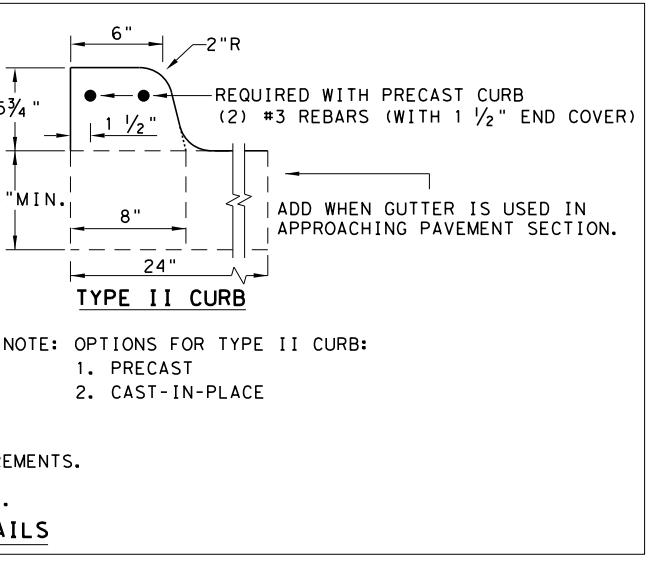 6"
2"R
5¾"
REQUIRED WITH PRECAST CURB
1 ½"
(2) #3 REBARS (WITH 1 ½" END COVER)
"MIN.
8"
ADD WHEN GUTTER IS USED IN
APPROACHING PAVEMENT SECTION.
24"
TYPE II CURB
NOTE: OPTIONS FOR TYPE II CURB:
1. PRECAST
2. CAST-IN-PLACE